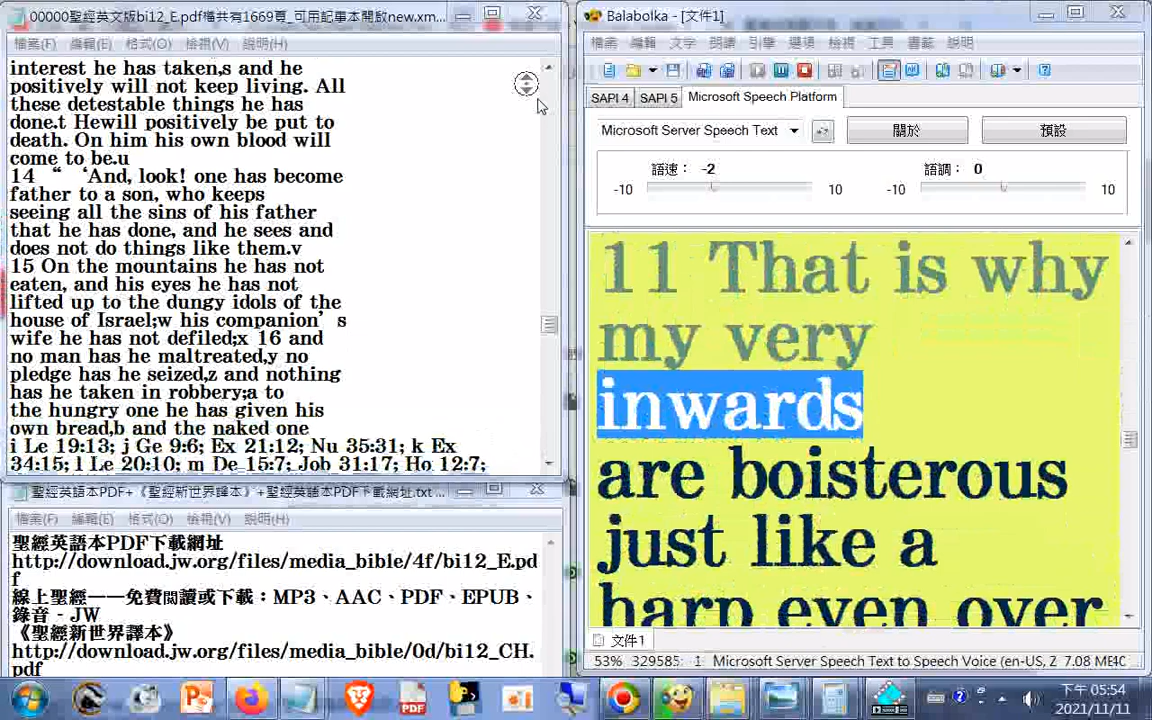 00000聖經英文版bi12_E.pdf檔共有1669頁_可用記事本開啟new.xm...
檔案(F) 編輯(E) 格式(O) 檢視(V) 說明(H)
interest he has taken,s and he
positively will not keep living. All
these detestable things he has
done.t Hewill positively be put to
death. On him his own blood will
come to be.u
14 “ ‘And, look! one has become
father to a son, who keeps
seeing all the sins of his father
that he has done, and he sees and
does not do things like them.v
15 On the mountains he has not
eaten, and his eyes he has not
lifted up to the dungy idols of the
house of Israel;w his companion’ s
wife he has not defiled;x 16 and
no man has he maltreated,y no
pledge has he seized,z and nothing
has he taken in robbery;a to
the hungry one he has given his
own bread,b and the naked one
i Le 19:13; j Ge 9:6; Ex 21:12; Nu 35:31; k Ex
34:15; l Le 20:10; m De 15:7; Job 31:17; Ho 12:7;
聖經英語本PDF+《聖經新世界譯本》+聖經英語本PDF下載網址.txt ...
檔案(F) 編輯(E) 格式(O) 檢視(V) 說明(H)
聖經英語本PDF下載網址
http://download.jw.org/files/media_bible/4f/bi12_E.pd
f
線上聖經——免費閱讀或下載：MP3、AAC、PDF、EPUB、
錄音 - JW
《聖經新世界譯本》
http://download.jw.org/files/media_bible/0d/bi12_CH.
pdf
Balabolka - [文件1]
檔案 編輯 文字 朗讀 引擎 選項 檢視 工具 書籤 說明
SAPI 4 SAPI 5 Microsoft Speech Platform
Microsoft Server Speech Text 關於 預設
語速： -2 語調： 0
-10 10 -10 10
11 That is why
my very
inwards
are boisterous
just like a
harp even over
文件1
53% 329585: 1 Microsoft Server Speech Text to Speech Voice (en-US, Z 7.08 ME
PDF
下午 05:54
2021/11/11